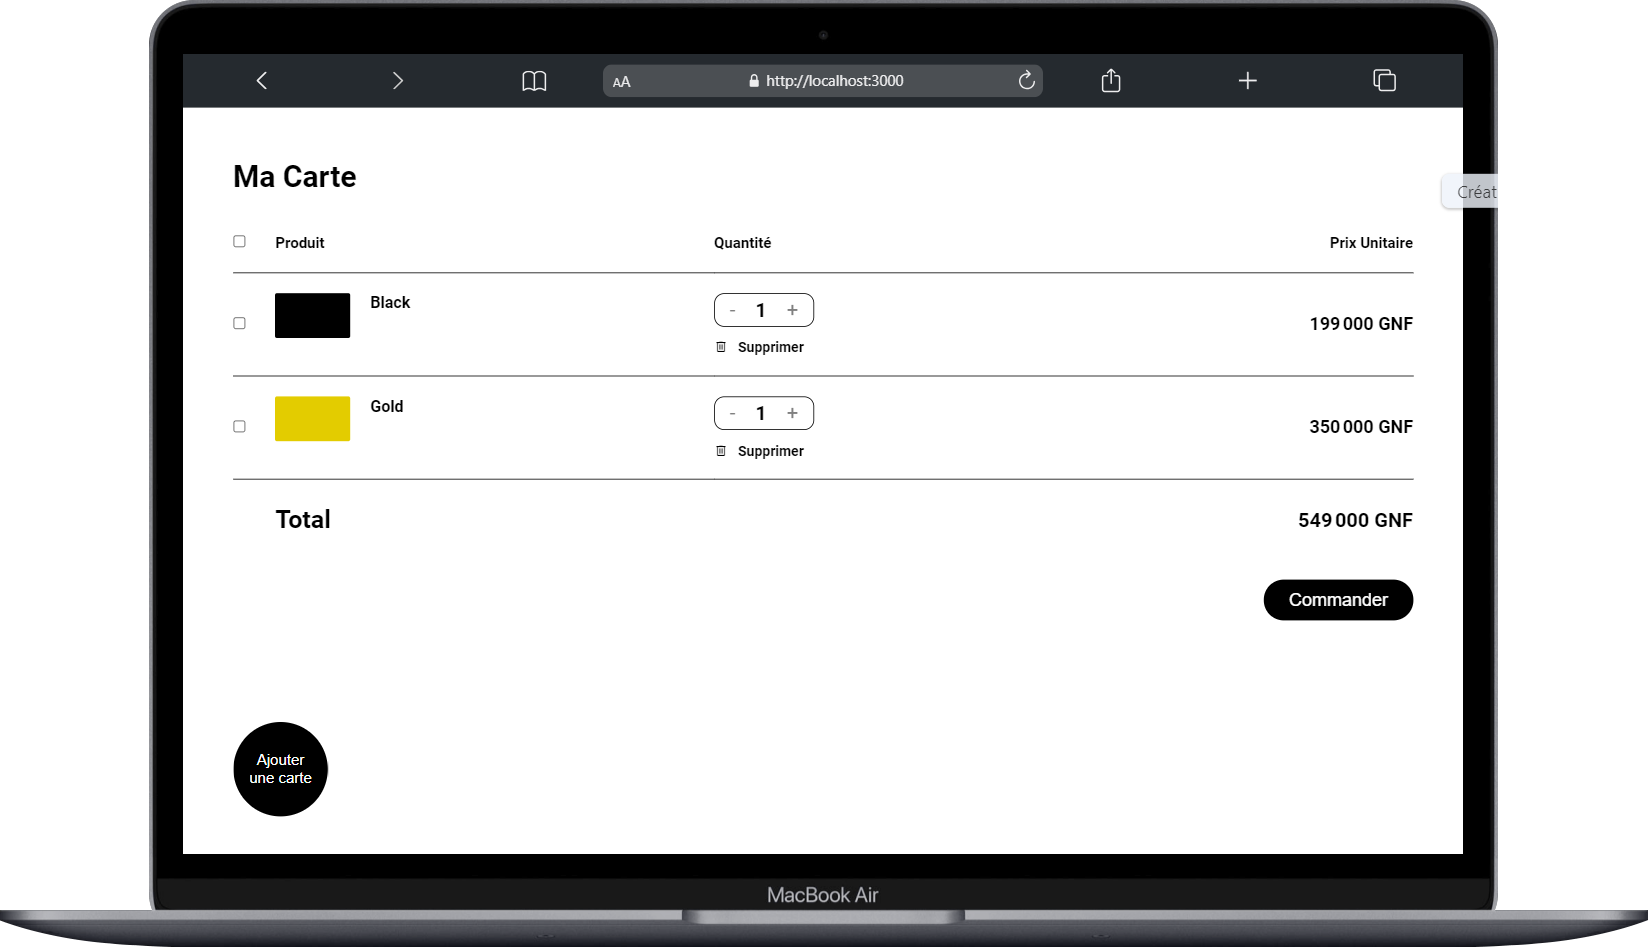 AA http://localhost:3000
Ma Carte
Créat
Produit Quantité Prix Unitaire
Black - 1 + 199 000 GNF
Supprimer
Gold - 1 + 350 000 GNF
Supprimer
Total 549 000 GNF
Commander
Ajouter
une carte
MacBook Air